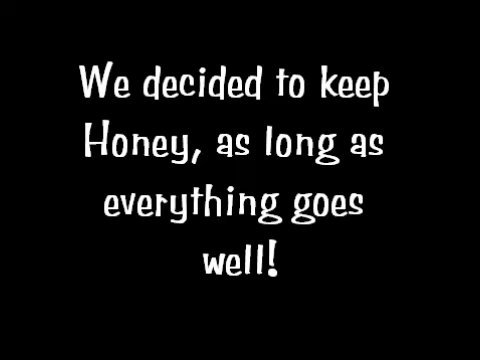 We decided to keep
Honey, as long as
everything goes
well!